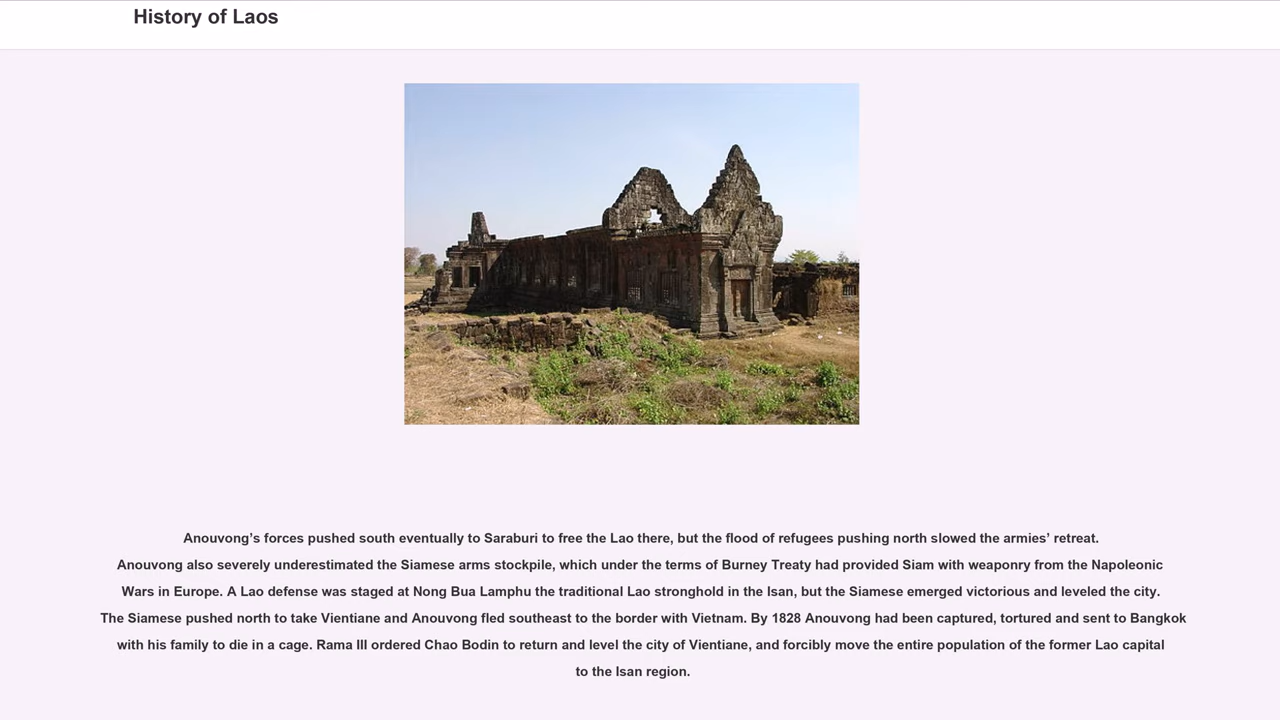 History of Laos
Anouvong’s forces pushed south eventually to Saraburi to free the Lao there, but the flood of refugees pushing north slowed the armies’ retreat.
Anouvong also severely underestimated the Siamese arms stockpile, which under the terms of Burney Treaty had provided Siam with weaponry from the Napoleonic
Wars in Europe. A Lao defense was staged at Nong Bua Lamphu the traditional Lao stronghold in the Isan, but the Siamese emerged victorious and leveled the city.
The Siamese pushed north to take Vientiane and Anouvong fled southeast to the border with Vietnam. By 1828 Anouvong had been captured, tortured and sent to Bangkok
with his family to die in a cage. Rama III ordered Chao Bodin to return and level the city of Vientiane, and forcibly move the entire population of the former Lao capital
to the Isan region.